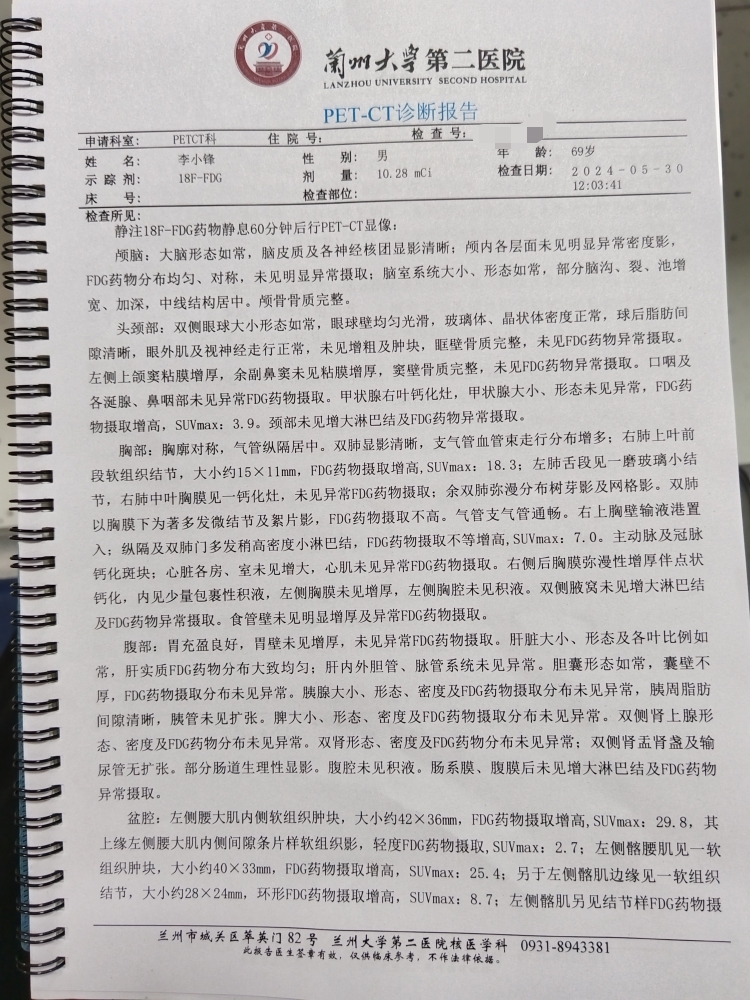 兰州大学第二医院
LANZHOU UNIVERSITY SECOND HOSPITAL
PET-CT诊断报告
申请科室: PETCT科 住院号: 检查号:
姓名: 李小锋 性别: 男 年龄: 69岁
示踪剂: 18F-FDG 剂量: 10.28 mCi 检查日期: 2024-05-30
床号: 检查部位: 12:03:41
检查所见:
静注18F-FDG药物静息60分钟后行PET-CT显像:
颅脑:大脑形态如常,脑皮质及各神经核团显影清晰;颅内各层面未见明显异常密度影,
FDG药物分布均匀、对称,未见明显异常摄取;脑室系统大小、形态如常,部分脑沟、裂、池增
宽、加深,中线结构居中。颅骨骨质完整。
头颈部:双侧眼球大小形态如常,眼球壁均匀光滑,玻璃体、晶状体密度正常,球后脂肪间
隙清晰,眼外肌及视神经走行正常,未见增粗及肿块,眶壁骨质完整,未见FDG药物异常摄取。
左侧上颌窦粘膜增厚,余副鼻窦未见粘膜增厚,窦壁骨质完整,未见FDG药物异常摄取。口咽及
各涎腺、鼻咽部未见异常FDG药物摄取。甲状腺右叶钙化灶,甲状腺大小、形态未见异常,FDG药
物摄取增高,SUVmax:3.9。颈部未见增大淋巴结及FDG药物异常摄取。
胸部:胸廓对称,气管纵隔居中。双肺显影清晰,支气管血管束走行分布增多;右肺上叶前
段软组织结节,大小约15×11mm,FDG药物摄取增高,SUVmax:18.3;左肺舌段见一磨玻璃小结
节,右肺中叶胸膜见一钙化灶,未见异常FDG药物摄取;余双肺弥漫分布树芽影及网格影。双肺
以胸膜下为著多发微结节及絮片影,FDG药物摄取不高。气管支气管通畅。右上胸壁输液港置
入;纵隔及双肺门多发稍高密度小淋巴结,FDG药物摄取不等增高,SUVmax:7.0。主动脉及冠脉
钙化斑块;心脏各房、室未见增大,心肌未见异常FDG药物摄取。右侧后胸膜弥漫性增厚伴点状
钙化,内见少量包裹性积液,左侧胸膜未见增厚,左侧胸腔未见积液。双侧腋窝未见增大淋巴结
及FDG药物异常摄取。食管壁未见明显增厚及异常FDG药物摄取。
腹部:胃充盈良好,胃壁未见增厚,未见异常FDG药物摄取。肝脏大小、形态及各叶比例如
常,肝实质FDG药物分布大致均匀;肝内外胆管、脉管系统未见异常。胆囊形态如常,囊壁不
厚,FDG药物摄取分布未见异常。胰腺大小、形态、密度及FDG药物摄取分布未见异常,胰周脂肪
间隙清晰,胰管未见扩张。脾大小、形态、密度及FDG药物摄取分布未见异常。双侧肾上腺形
态、密度及FDG药物分布未见异常。双肾形态、密度及FDG药物分布未见异常;双侧肾盂肾盏及输
尿管无扩张。部分肠道生理性显影。腹腔未见积液。肠系膜、腹膜后未见增大淋巴结及FDG药物
异常摄取。
盆腔:左侧腰大肌内侧软组织肿块,大小约42×36mm,FDG药物摄取增高,SUVmax:29.8,其
上缘左侧腰大肌内侧间隙条片样软组织影,轻度FDG药物摄取,SUVmax:2.7;左侧髂腰肌见一软
组织肿块,大小约40×33mm,FDG药物摄取增高,SUVmax:25.4;另于左侧髂肌边缘见一软组织
结节,大小约28×24mm,环形FDG药物摄取增高,SUVmax:8.7;左侧髂肌另见结节样FDG药物摄
兰州市城关区萃英门82号 兰州大学第二医院核医学科 0931-8943381
此报告医生签章有效,仅供临床参考,不作法律依据。